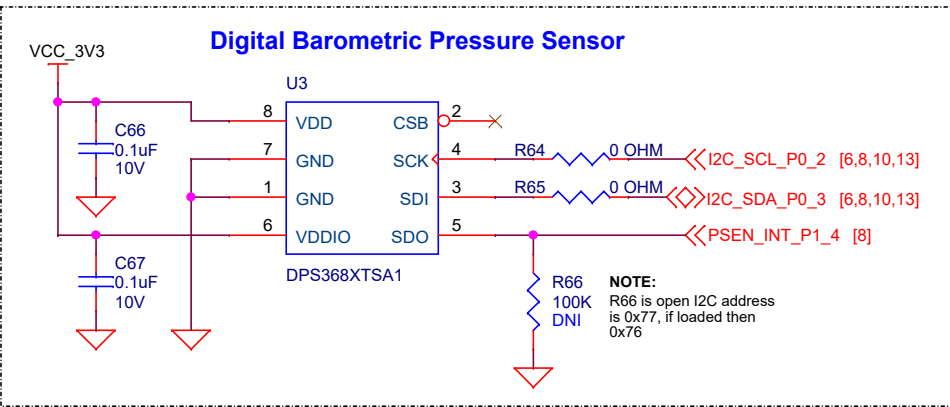 Digital Barometric Pressure Sensor
VCC_3V3
U3
C66
0.1uF
10V
8 VDD CSB 2
7 GND SCK 4 R64 0 OHM I2C_SCL_P0_2 [6,8,10,13]
1 GND SDI 3 R65 0 OHM I2C_SDA_P0_3 [6,8,10,13]
6 VDDIO SDO 5 PSEN_INT_P1_4 [8]
C67
0.1uF
10V
DPS368XTSA1
R66
100K
DNI
NOTE:
R66 is open I2C address
is 0x77, if loaded then
0x76